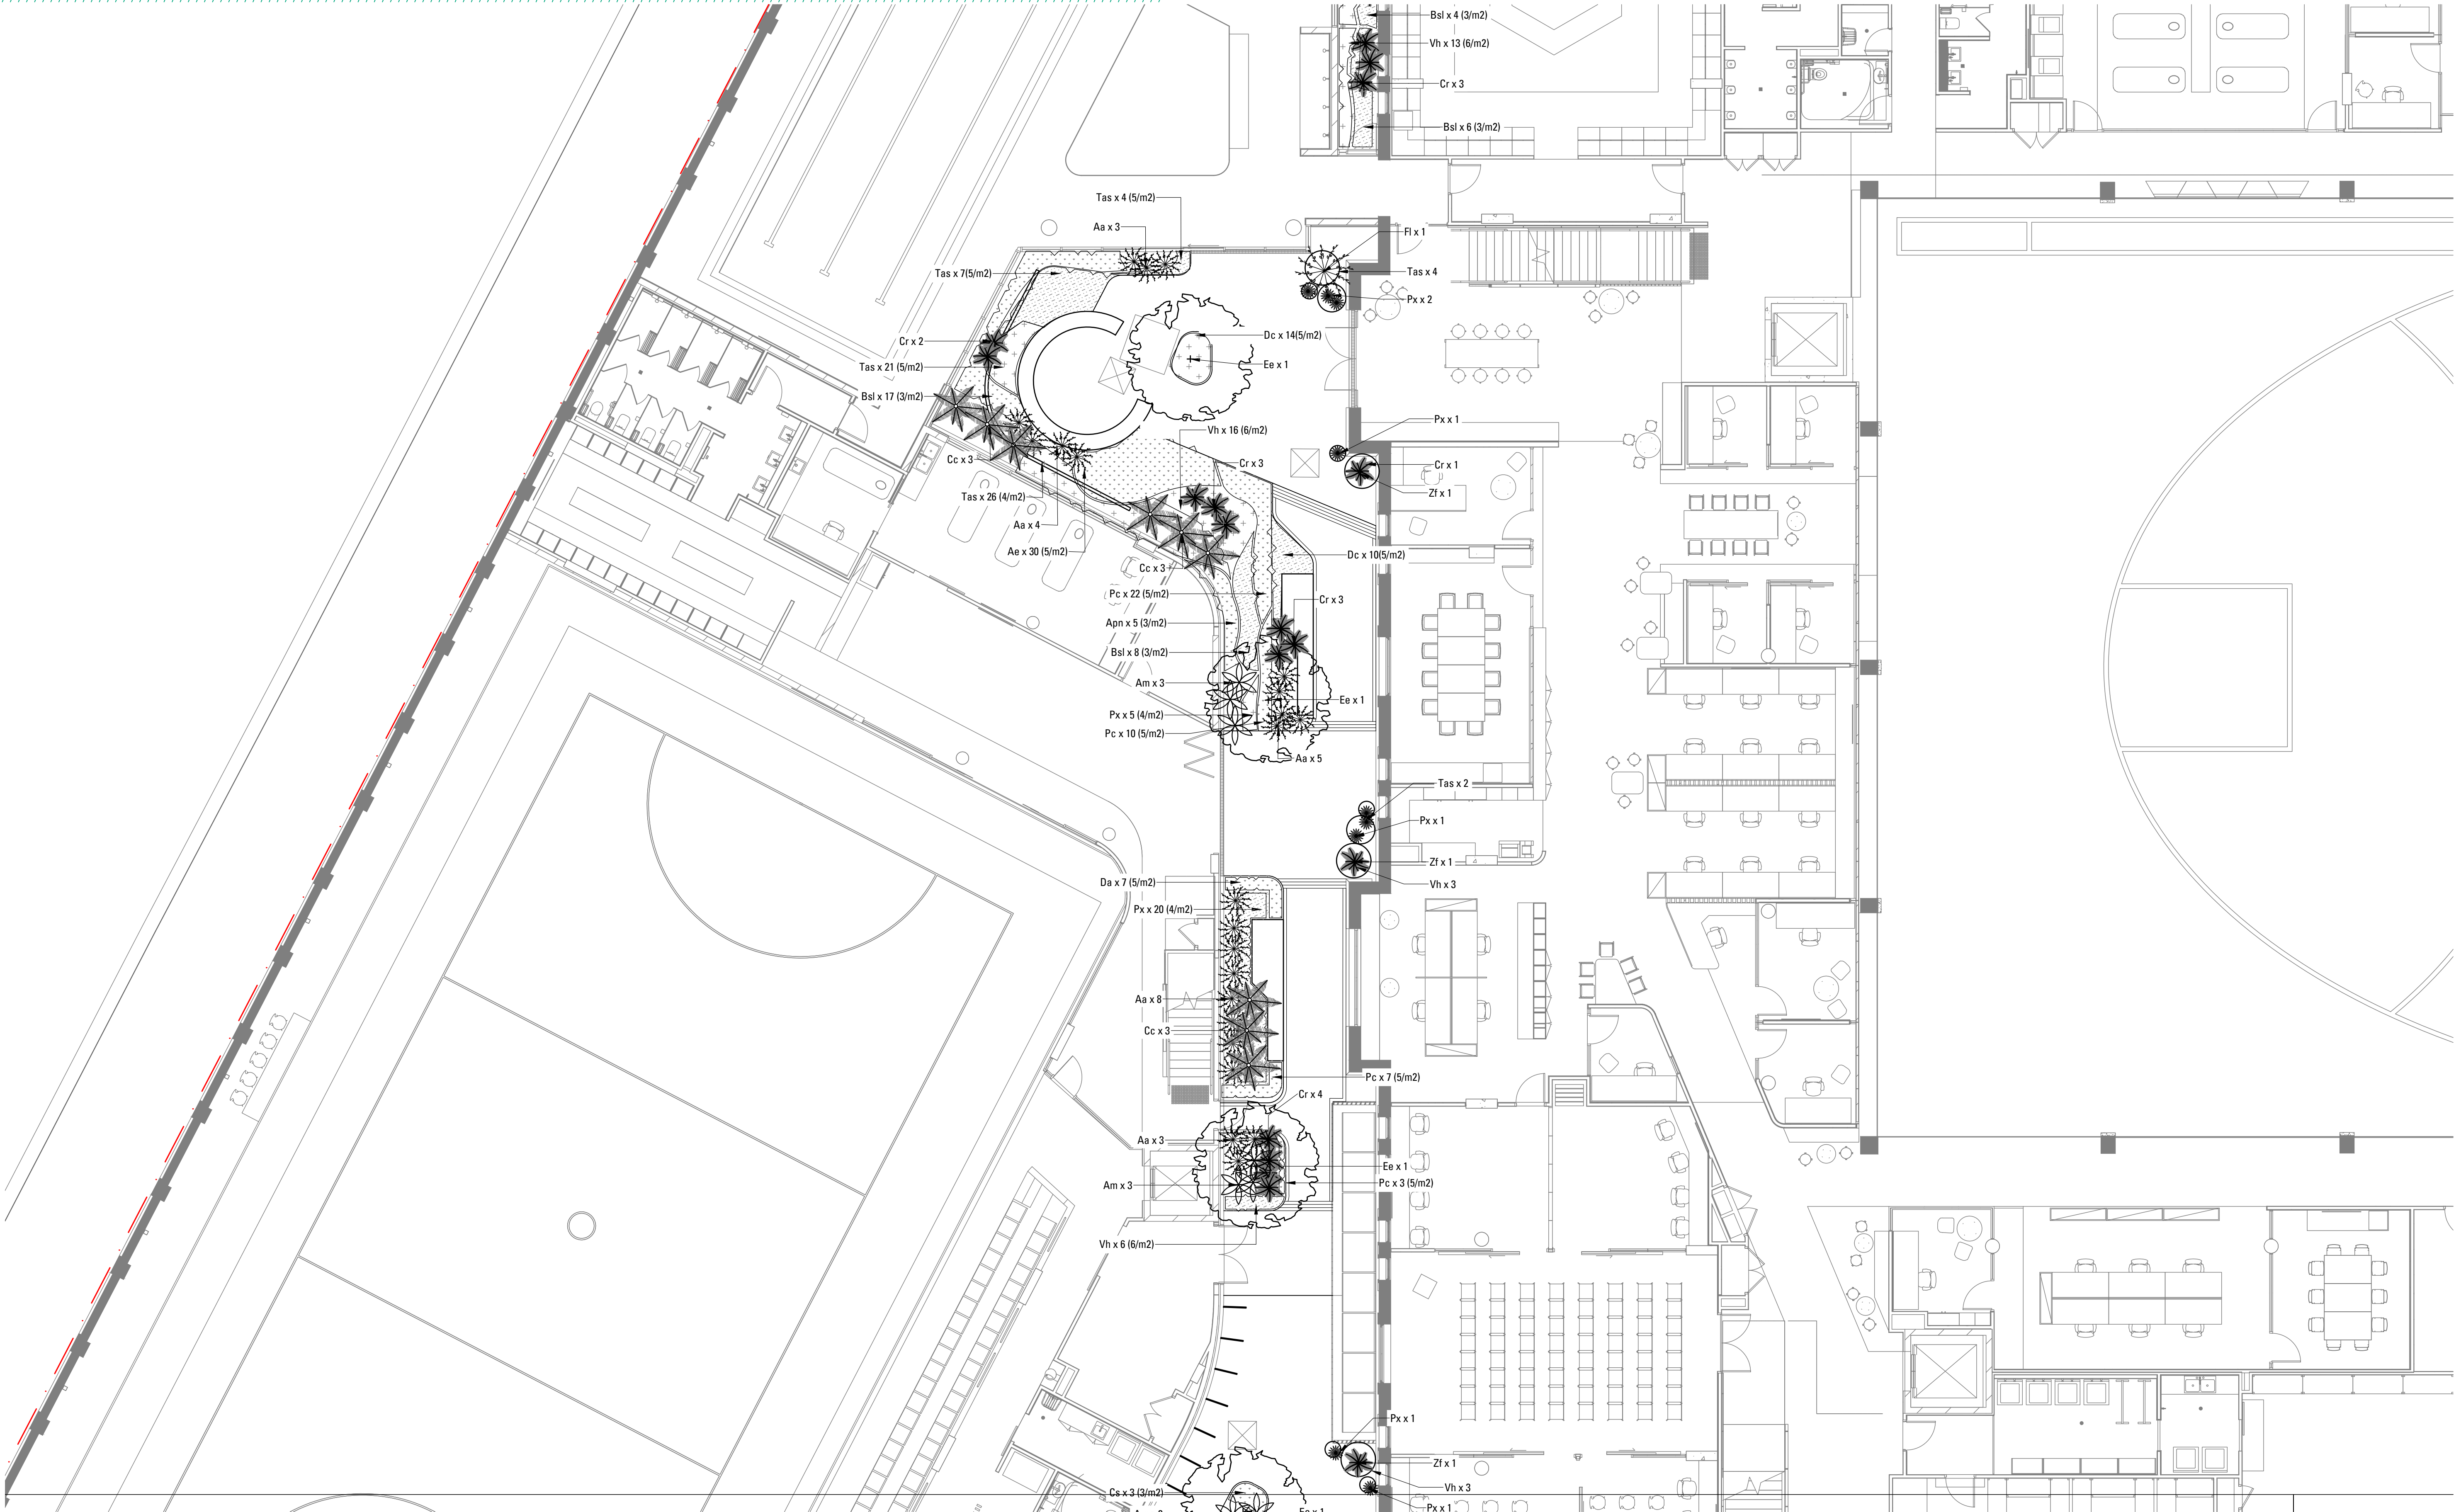 Bsl x 4 (3/m2)
Vh x 13 (6/m2)
Cr x 3
Bsl x 6 (3/m2)
Tas x 4 (5/m2)
Aa x 3
Fl x 1
Tas x 7(5/m2)
Tas x 4
Px x 2
Dc x 14(5/m2)
Cr x 2
Ee x 1
Tas x 21 (5/m2)
Bsl x 17 (3/m2)
Px x 1
Vh x 16 (6/m2)
Cc x 3
Cr x 3
Cr x 1
Zf x 1
Tas x 26 (4/m2)
Aa x 4
Ae x 30 (5/m2)
Dc x 10(5/m2)
Cc x 3
Pc x 22 (5/m2)
Cr x 3
Apn x 5 (3/m2)
Bsl x 8 (3/m2)
Am x 3
Ee x 1
Px x 5 (4/m2)
Pc x 10 (5/m2)
Aa x 5
Tas x 2
Px x 1
Zf x 1
Vh x 3
Da x 7 (5/m2)
Px x 20 (4/m2)
Aa x 8
Cc x 3
Pc x 7 (5/m2)
Cr x 4
Aa x 3
Ee x 1
Am x 3
Pc x 3 (5/m2)
Vh x 6 (6/m2)
Px x 1
Zf x 1
Vh x 3
Cs x 3 (3/m2)
Px x 1